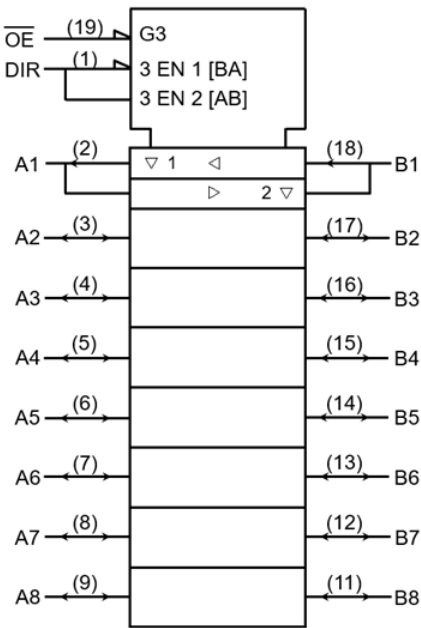 OE (19) G3
DIR (1) 3 EN 1 [BA]
3 EN 2 [AB]
A1 (2) ▽ 1 ◁ (18) B1
▷ 2 ▽
A2 (3) (17) B2
A3 (4) (16) B3
A4 (5) (15) B4
A5 (6) (14) B5
A6 (7) (13) B6
A7 (8) (12) B7
A8 (9) (11) B8